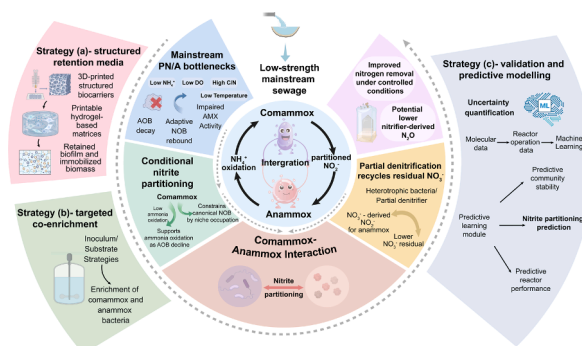 Strategy (a)- structured
retention media
3D-printed
structured
biocarriers
Printable
hydrogel-
based
matrices
Retained
biofilm and
immobilized
biomass
Strategy (b)- targeted
co-enrichment
Inoculum/
Substrate
Strategies
Enrichment of
comammox and
anammox
bacteria
Mainstream
PN/A bottlenecks
Low NH₄⁺
Low DO
High C/N
Low Temperature
AOB
decay
Adaptive
NOB
rebound
Impaired
AMX
Activity
Conditional
nitrite
partitioning
Comammox
Low
ammonia
oxidation
Constrains
canonical NOB
by niche occupation
Supports
ammonia oxidation
as AOB decline
Low-strength
mainstream
sewage
Comammox
NH₄⁺
oxidation
Intergration
partitioned
NO₂⁻
Anammox
Comammox-
Anammox Interaction
Nitrite
partitioning
Improved
nitrogen removal
under controlled
conditions
Potential
lower
nitrifier-derived
N₂O
Partial denitrification
recycles residual NO₃⁻
Heterotrophic bacteria/
Partial denitrifier
NO₃⁻ - derived
NO₂⁻
for anammox
Lower
NO₃⁻ residual
Strategy (c)- validation and
predictive modelling
Uncertainty
quantification
ML
Molecular
data
Reactor
operation
data
Machine
Learning
Predictive
community
stability
Predictive
learning
module
Nitrite partitioning
prediction
Predictive
reactor
performance